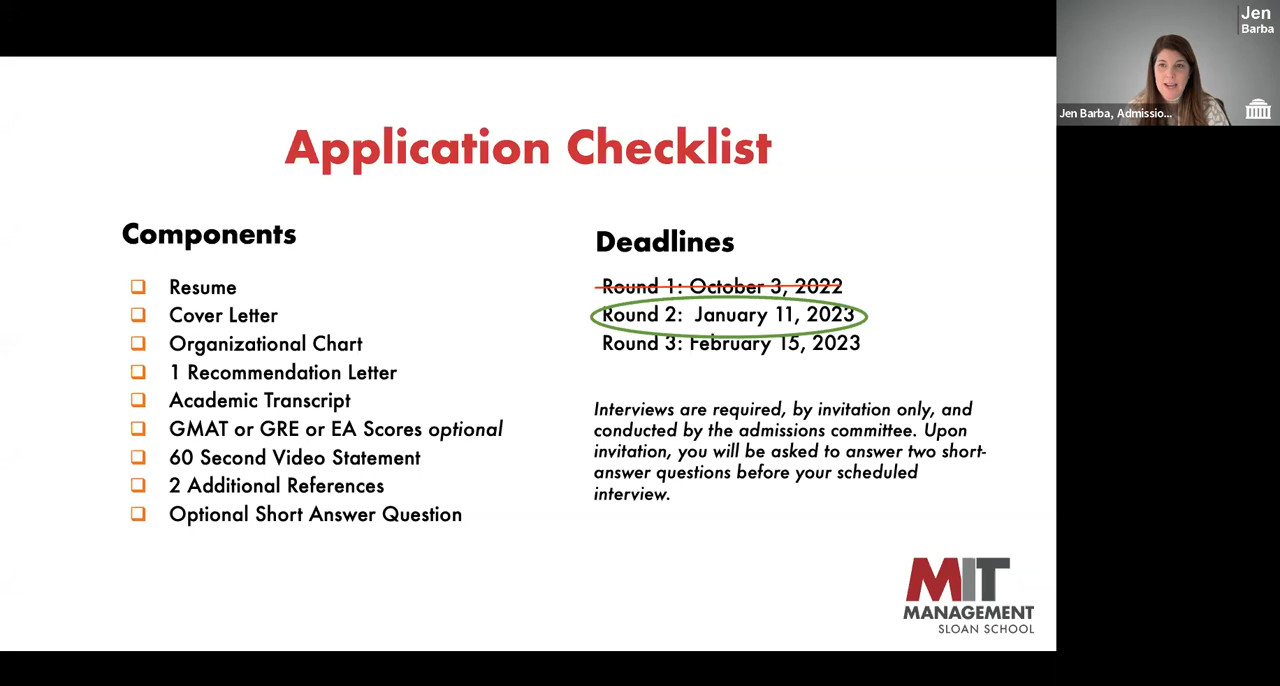 Application Checklist
Components
Resume
Cover Letter
Organizational Chart
1 Recommendation Letter
Academic Transcript
GMAT or GRE or EA Scores optional
60 Second Video Statement
2 Additional References
Optional Short Answer Question
Deadlines
Round 1: October 3, 2022
Round 2: January 11, 2023
Round 3: February 15, 2023
Interviews are required, by invitation only, and
conducted by the admissions committee. Upon
invitation, you will be asked to answer two short-
answer questions before your scheduled
interview.
MIT
MANAGEMENT
SLOAN SCHOOL
Jen
Barba
Jen Barba, Admissio...